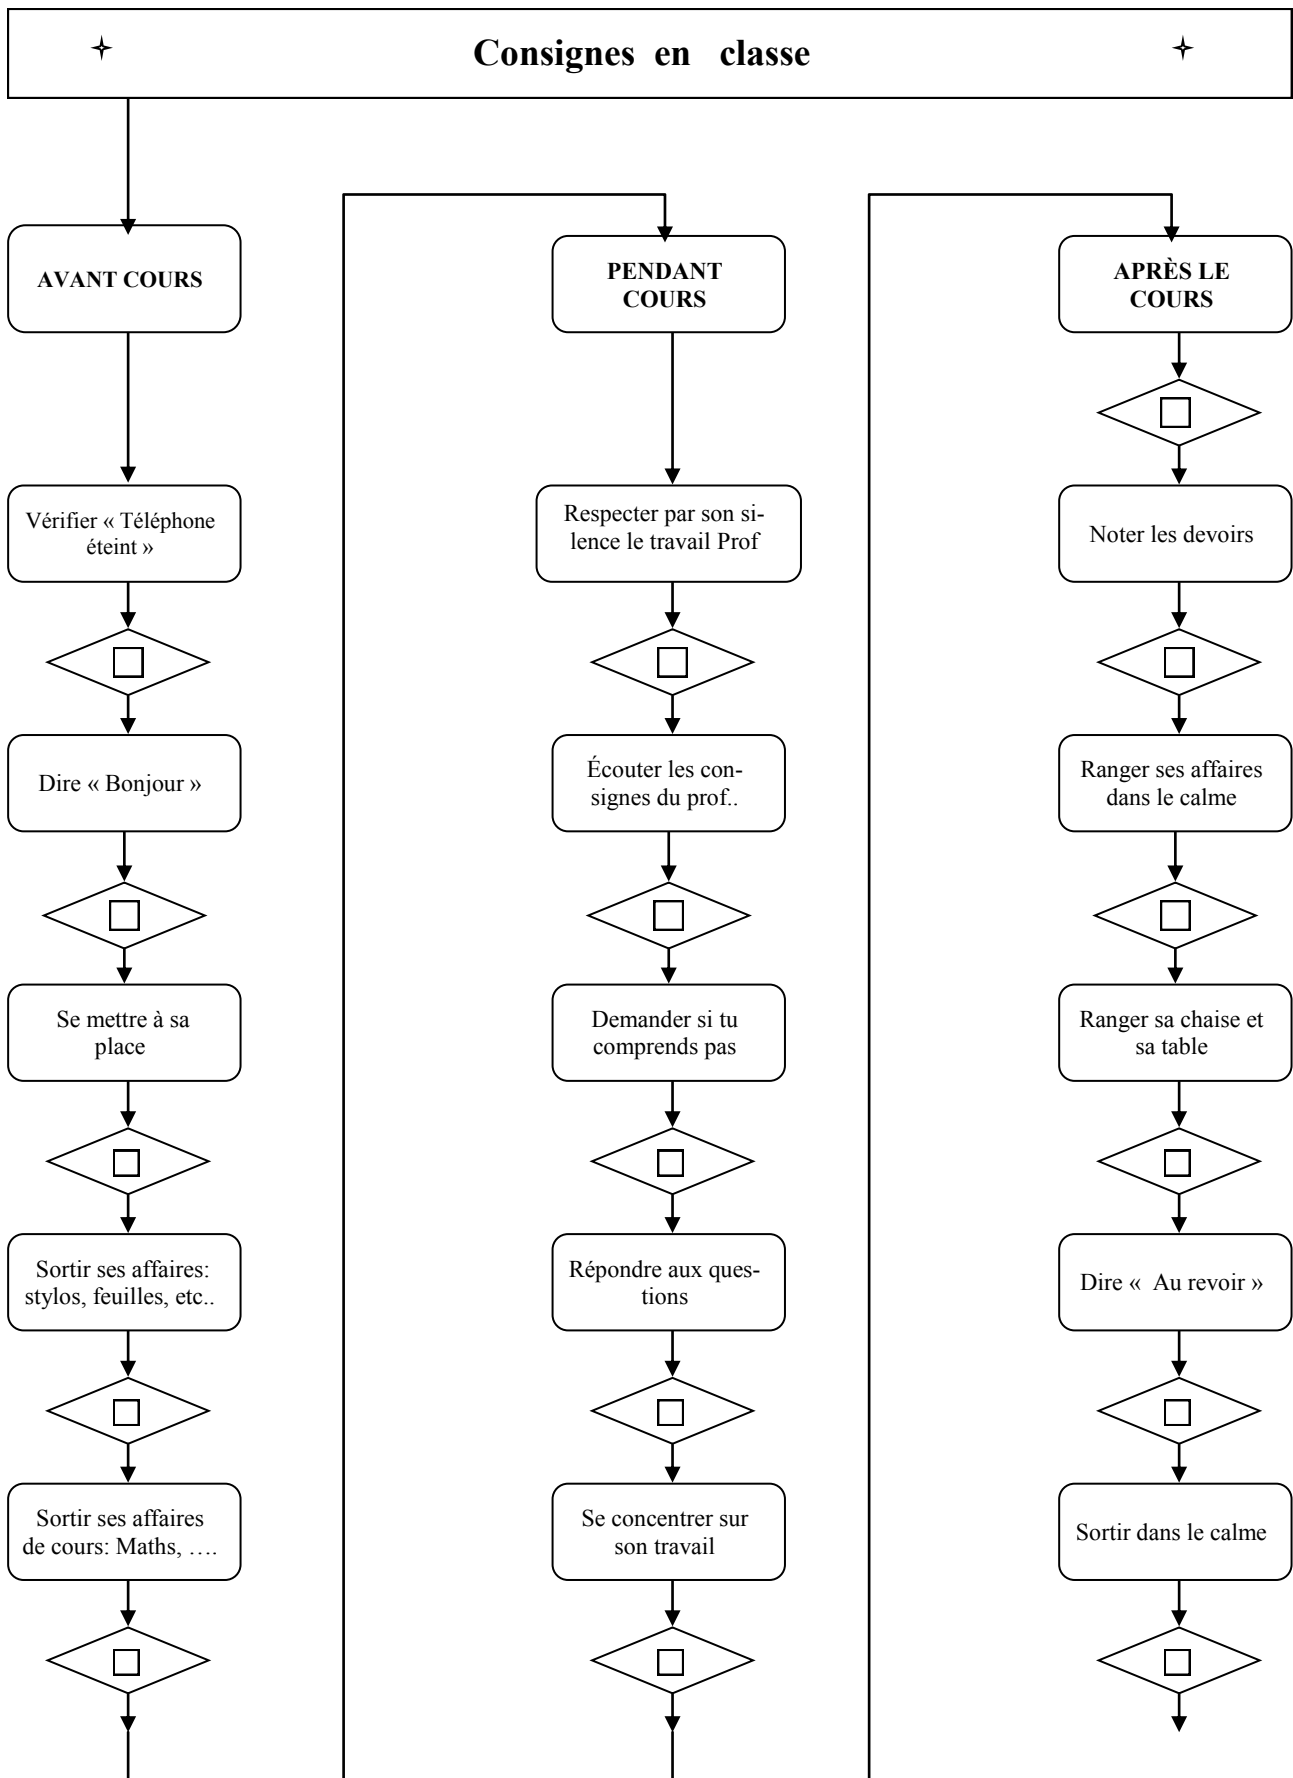 Consignes en classe
AVANT COURS
Vérifier « Téléphone
éteint »
Dire « Bonjour »
Se mettre à sa
place
Sortir ses affaires:
stylos, feuilles, etc..
Sortir ses affaires
de cours: Maths, ….
PENDANT
COURS
Respecter par son si-
lence le travail Prof
Écouter les con-
signes du prof..
Demander si tu
comprends pas
Répondre aux ques-
tions
Se concentrer sur
son travail
APRÈS LE
COURS
Noter les devoirs
Ranger ses affaires
dans le calme
Ranger sa chaise et
sa table
Dire «  Au revoir »
Sortir dans le calme